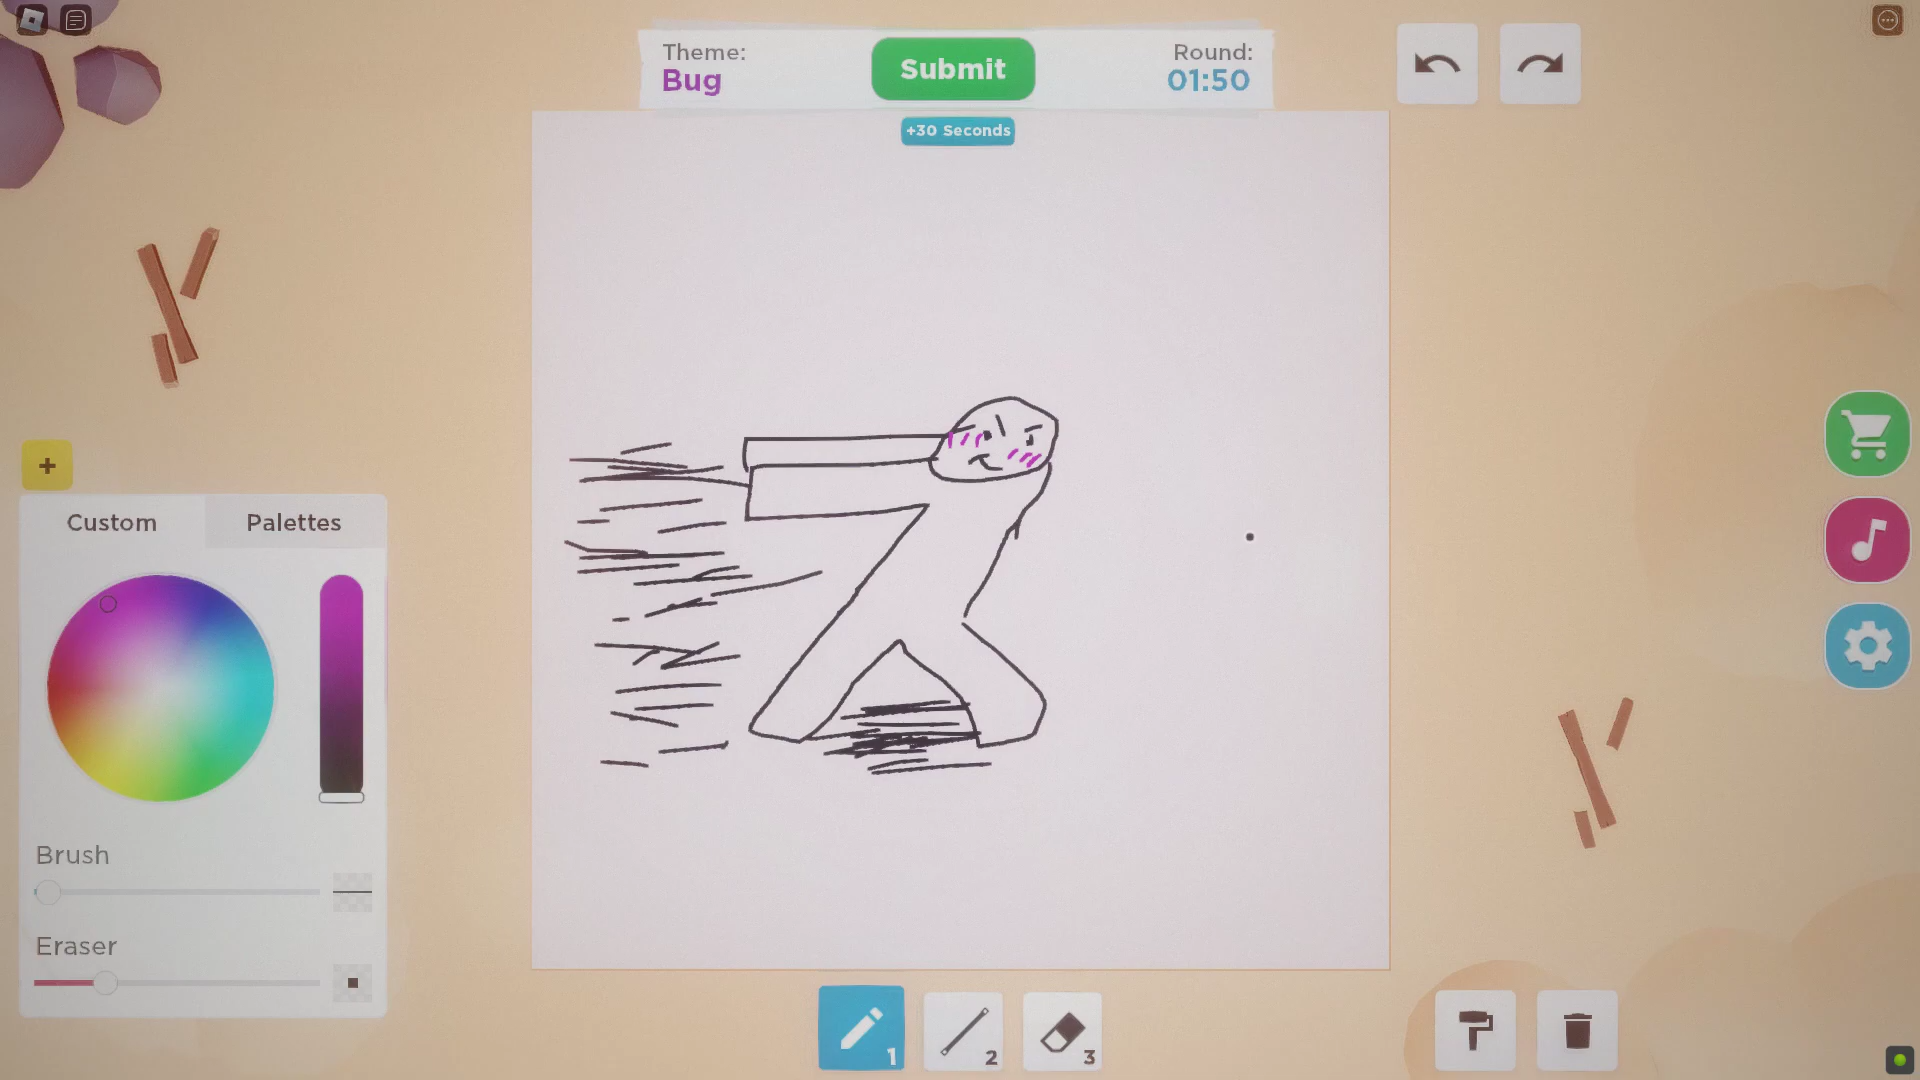 Theme:
Bug
Submit
Round:
01:50
+30 Seconds
+
Custom
Palettes
Brush
Eraser
1
2
3